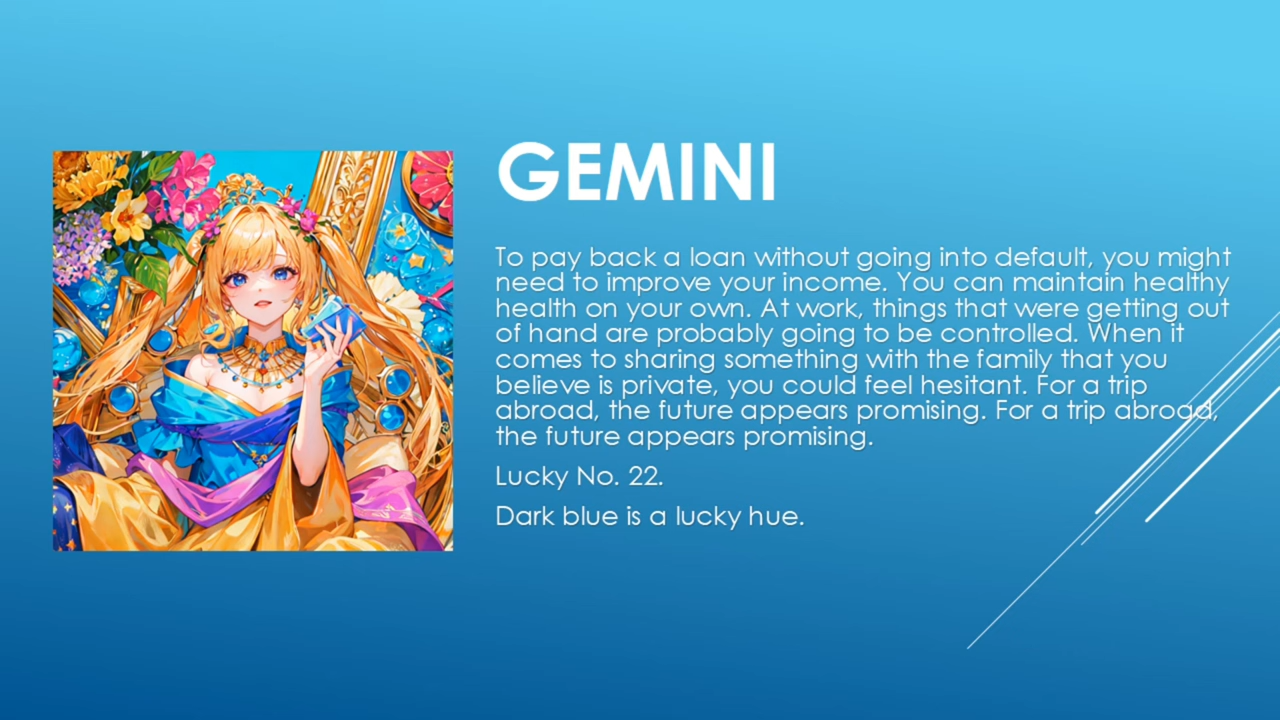 GEMINI
To pay back a loan without going into default, you might
need to improve your income. You can maintain healthy
health on your own. At work, things that were getting out
of hand are probably going to be controlled. When it
comes to sharing something with the family that you
believe is private, you could feel hesitant. For a trip
abroad, the future appears promising. For a trip abroad,
the future appears promising.
Lucky No. 22.
Dark blue is a lucky hue.